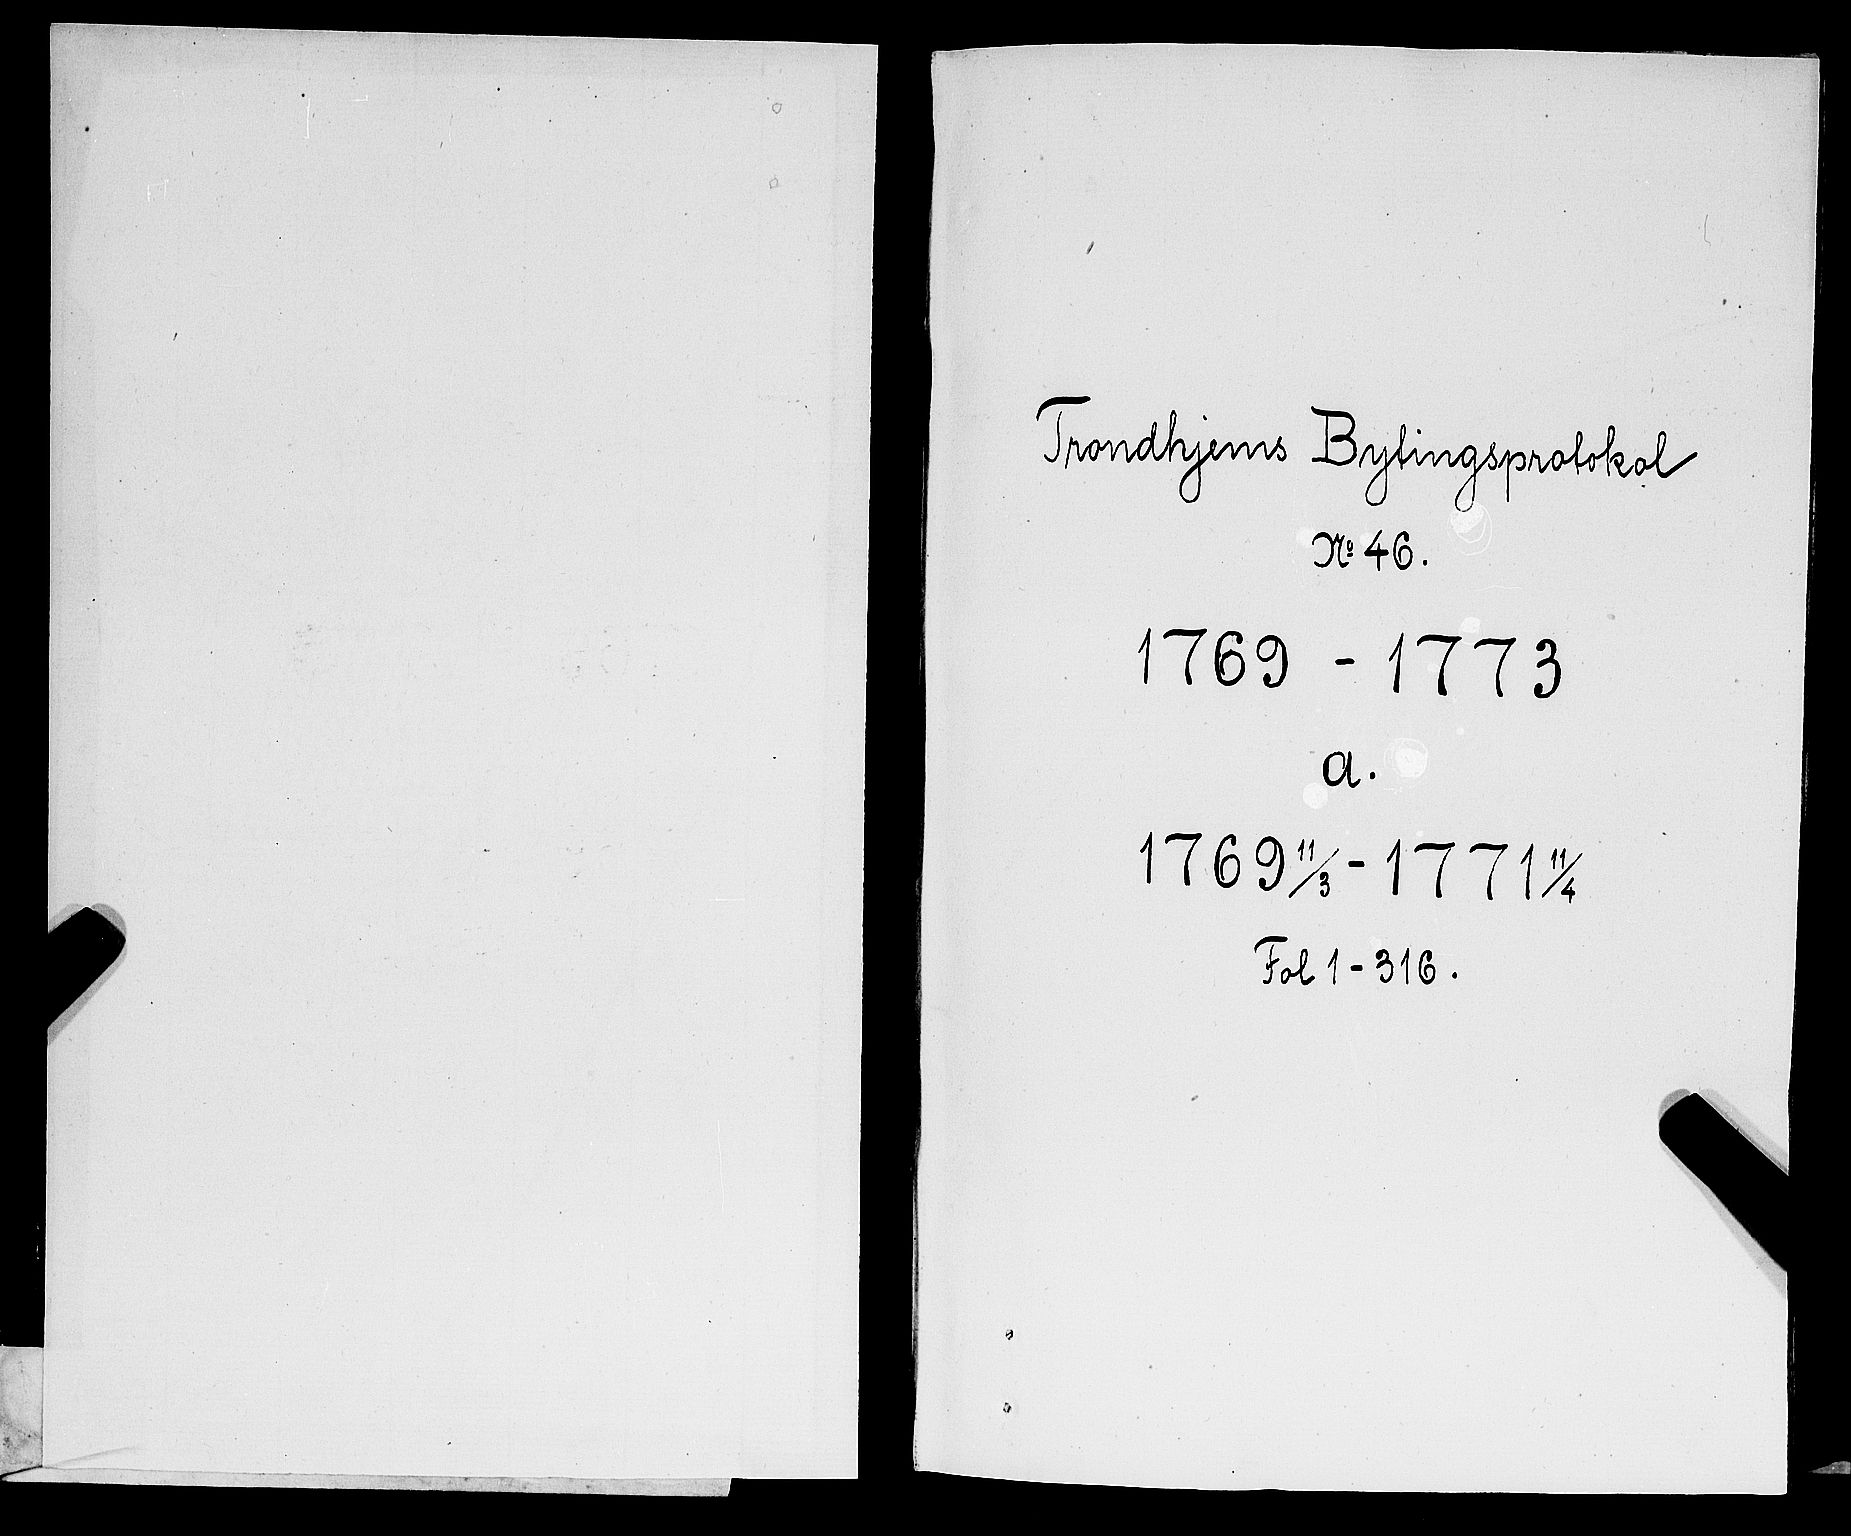 Trondhjems Bytingsprotokol
No 46.
1769 - 1773
a.
1769 11/3 - 1771 11/4
Fol 1 - 316.